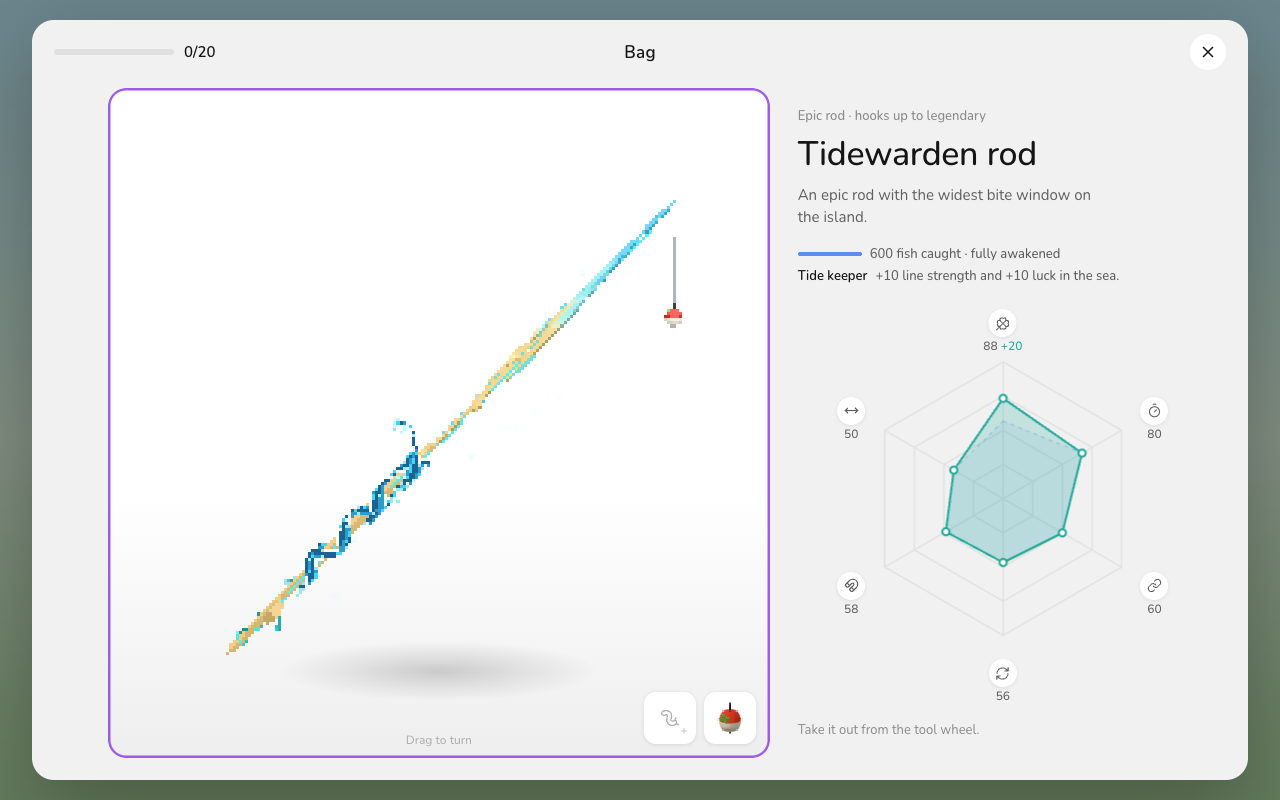 0/20
Bag
Epic rod · hooks up to legendary
Tidewarden rod
An epic rod with the widest bite window on
the island.
600 fish caught · fully awakened
Tide keeper +10 line strength and +10 luck in the sea.
88 +20
50
80
58
60
56
Drag to turn
Take it out from the tool wheel.